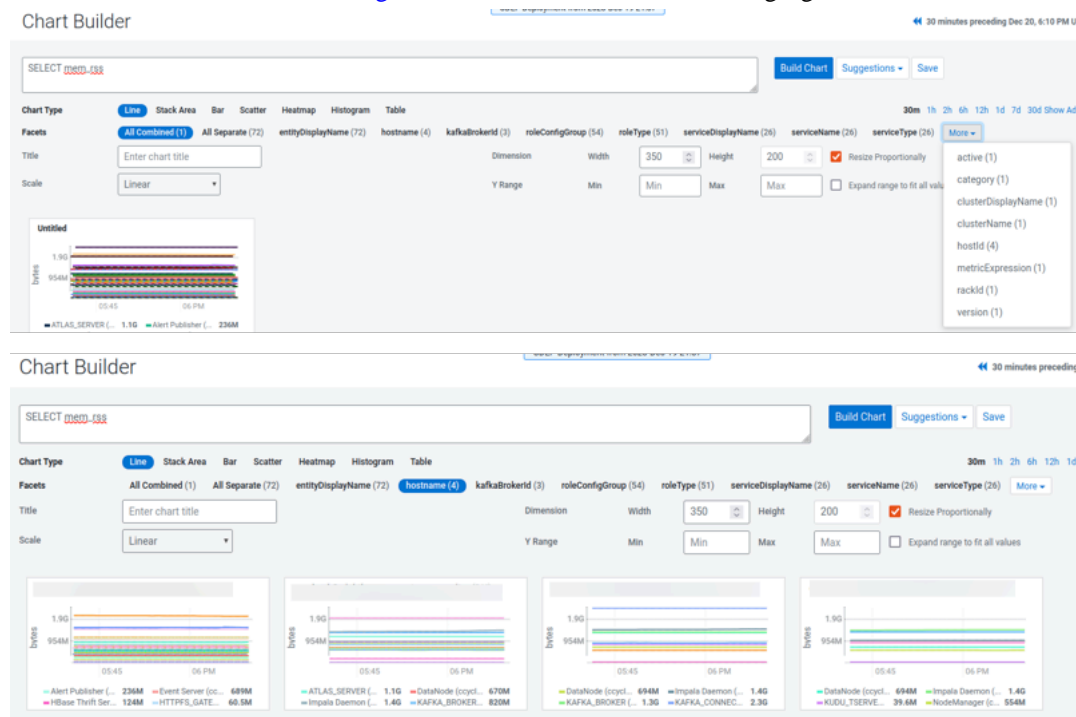 Chart Builder
30 minutes preceding Dec 20, 6:10 PM U
SELECT mem_rss
Build Chart Suggestions Save
Chart Type Line Stack Area Bar Scatter Heatmap Histogram Table 30m 1h 2h 6h 12h 1d 7d 30d Show Ad
Facets All Combined (1) All Separate (72) entityDisplayName (72) hostname (4) kafkaBrokerId (3) roleConfigGroup (54) roleType (51) serviceDisplayName (26) serviceName (26) serviceType (26) More
Title Enter chart title Dimension Width 350 Height 200 Resize Proportionally
Scale Linear Y Range Min Min Max Max Expand range to fit all valu
active (1)
category (1)
clusterDisplayName (1)
clusterName (1)
hostId (4)
metricExpression (1)
rackId (1)
version (1)
Untitled
bytes
1.9G
954M
05:45 06 PM
ATLAS_SERVER (... 1.1G Alert Publisher (... 236M
Chart Builder
30 minutes preceding
SELECT mem_rss
Build Chart Suggestions Save
Chart Type Line Stack Area Bar Scatter Heatmap Histogram Table 30m 1h 2h 6h 12h 1d
Facets All Combined (1) All Separate (72) entityDisplayName (72) hostname (4) kafkaBrokerId (3) roleConfigGroup (54) roleType (51) serviceDisplayName (26) serviceName (26) serviceType (26) More
Title Enter chart title Dimension Width 350 Height 200 Resize Proportionally
Scale Linear Y Range Min Min Max Max Expand range to fit all values
bytes
1.9G
954M
05:45 06 PM
Alert Publisher (... 236M Event Server (cc... 689M
HBase Thrift Ser... 124M HTTPFS_GATE... 60.5M
bytes
1.9G
954M
05:45 06 PM
ATLAS_SERVER (... 1.1G DataNode (ccycl... 670M
Impala Daemon (... 1.4G KAFKA_BROKER... 820M
bytes
1.9G
954M
05:45 06 PM
DataNode (ccycl... 694M Impala Daemon (... 1.4G
KAFKA_BROKER (... 1.3G KAFKA_CONNEC... 2.3G
bytes
1.9G
954M
05:45 06 PM
DataNode (ccycl... 694M Impala Daemon (... 1.4G
KUDU_TSERVE... 39.6M NodeManager (c... 554M